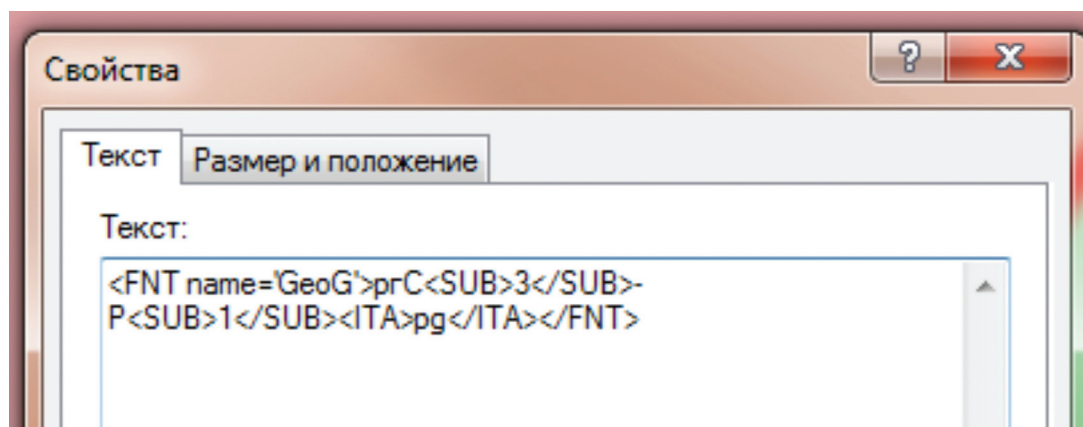 Свойства
Текст Размер и положение
Текст:
<FNT name='GeoG'>prC<SUB>3</SUB>-
P<SUB>1</SUB><ITA>pg</ITA></FNT>